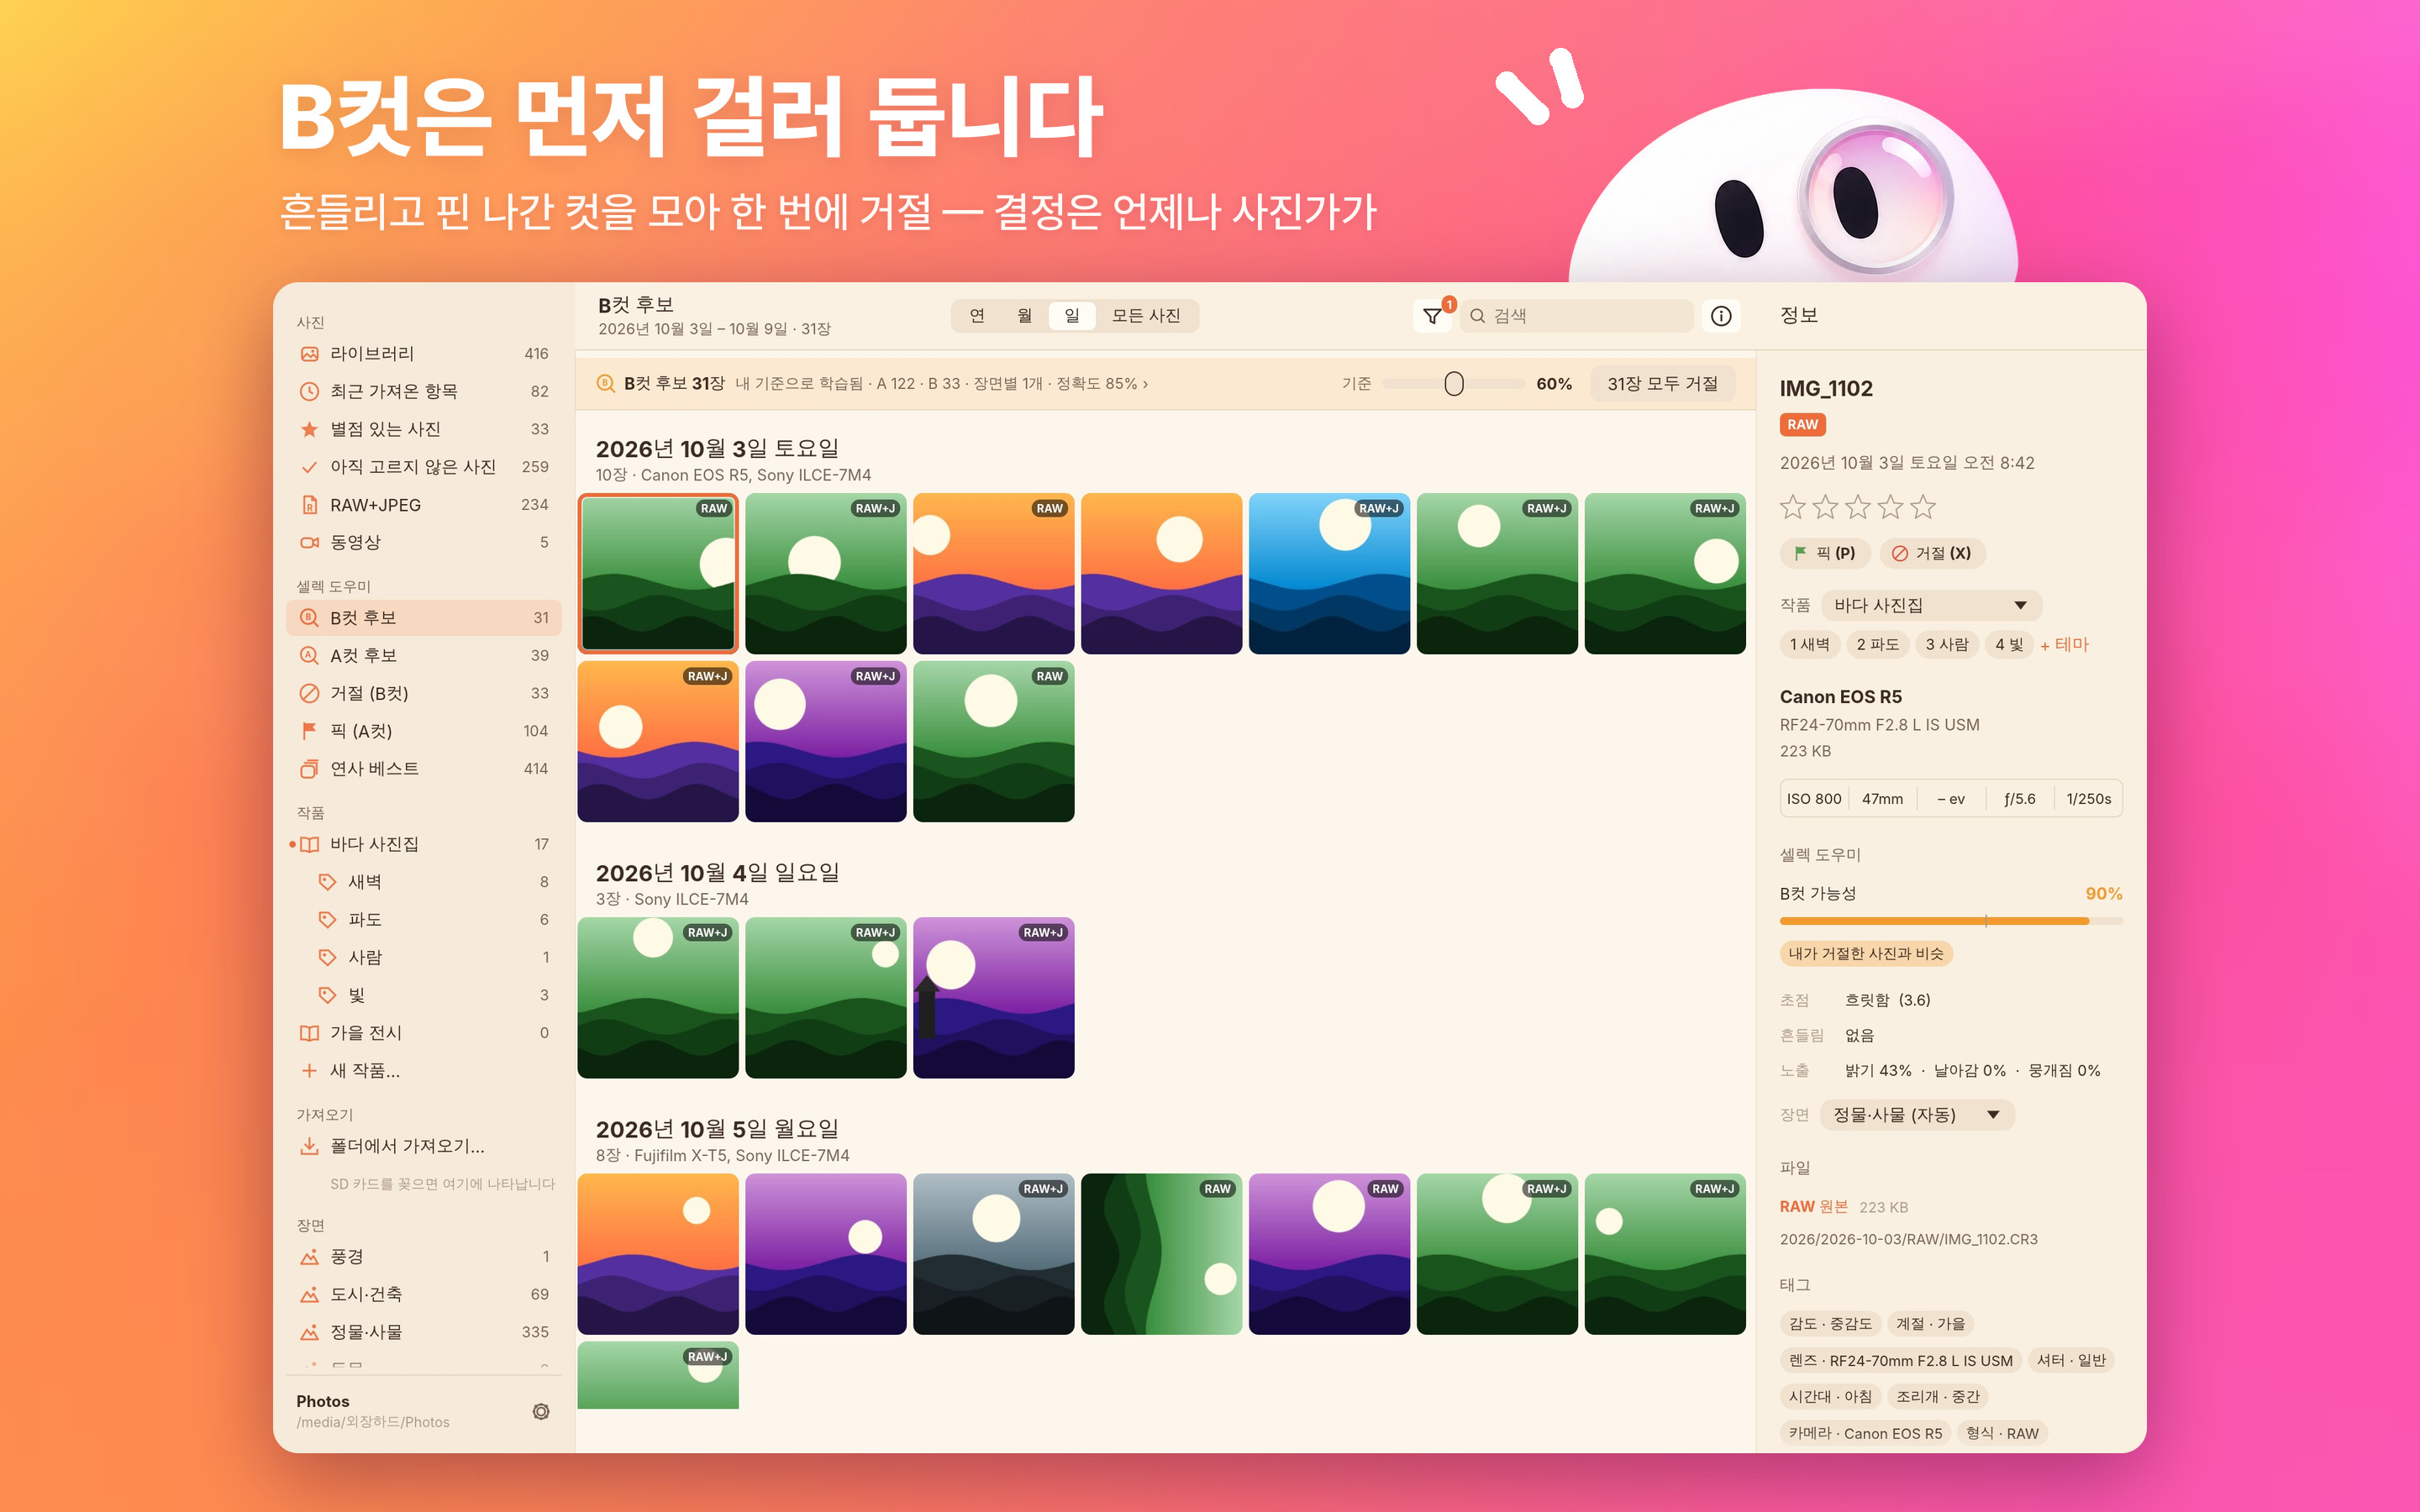 B컷은 먼저 걸러 둡니다
흔들리고 핀 나간 컷을 모아 한 번에 거절 — 결정은 언제나 사진가가
사진
라이브러리 416
최근 가져온 항목 82
별점 있는 사진 33
아직 고르지 않은 사진 259
RAW+JPEG 234
동영상 5
셀렉 도우미
B컷 후보 31
A컷 후보 39
거절 (B컷) 33
픽 (A컷) 104
연사 베스트 414
작품
바다 사진집 17
새벽 8
파도 6
사람 1
빛 3
가을 전시 0
새 작품...
가져오기
폴더에서 가져오기...
SD 카드를 꽂으면 여기에 나타납니다
장면
풍경 1
도시·건축 69
정물·사물 335
Photos
/media/외장하드/Photos
B컷 후보
2026년 10월 3일 – 10월 9일 · 31장
연 월 일 모든 사진
1
검색
B컷 후보 31장 내 기준으로 학습됨 · A 122 · B 33 · 장면별 1개 · 정확도 85% ›
기준 60% 31장 모두 거절
2026년 10월 3일 토요일
10장 · Canon EOS R5, Sony ILCE-7M4
RAW RAW+J RAW RAW+J RAW+J RAW+J
RAW+J RAW+J RAW
2026년 10월 4일 일요일
3장 · Sony ILCE-7M4
RAW+J RAW+J RAW+J
2026년 10월 5일 월요일
8장 · Fujifilm X-T5, Sony ILCE-7M4
RAW+J RAW RAW RAW+J RAW+J
RAW+J
정보
IMG_1102
RAW
2026년 10월 3일 토요일 오전 8:42
픽 (P) 거절 (X)
작품 바다 사진집
1 새벽 2 파도 3 사람 4 빛 + 테마
Canon EOS R5
RF24-70mm F2.8 L IS USM
223 KB
ISO 800 47mm – ev ƒ/5.6 1/250s
셀렉 도우미
B컷 가능성 90%
내가 거절한 사진과 비슷
초점 흐릿함 (3.6)
흔들림 없음
노출 밝기 43% · 날아감 0% · 뭉개짐 0%
장면 정물·사물 (자동)
파일
RAW 원본 223 KB
2026/2026-10-03/RAW/IMG_1102.CR3
태그
감도 · 중감도 계절 · 가을
렌즈 · RF24-70mm F2.8 L IS USM 셔터 · 일반
시간대 · 아침 조리개 · 중간
카메라 · Canon EOS R5 형식 · RAW